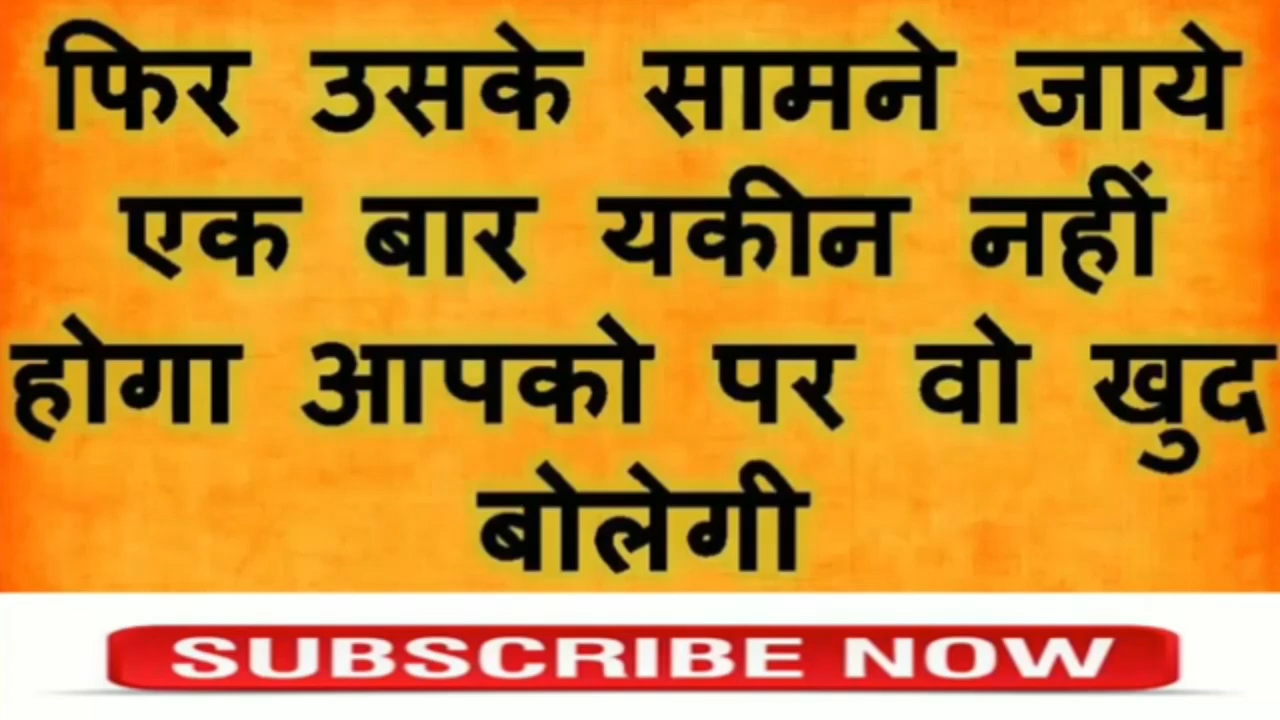 फिर उसके सामने जाये
एक बार यकीन नहीं
होगा आपको पर वो खुद
बोलेगी
SUBSCRIBE NOW